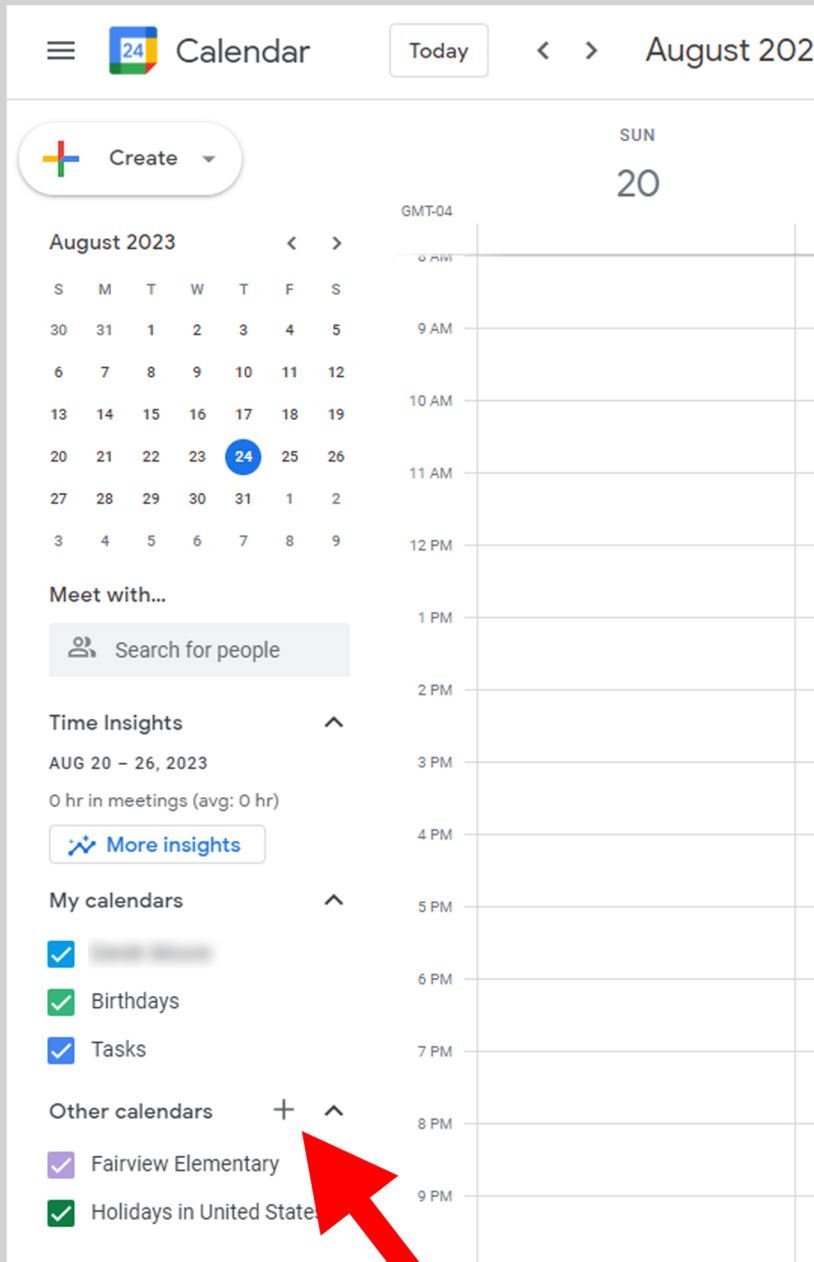 24 Calendar Today August 202
Create
SUN
20
GMT-04
August 2023
S M T W T F S
30 31 1 2 3 4 5
6 7 8 9 10 11 12
13 14 15 16 17 18 19
20 21 22 23 24 25 26
27 28 29 30 31 1 2
3 4 5 6 7 8 9
Meet with...
Search for people
Time Insights
AUG 20 – 26, 2023
0 hr in meetings (avg: 0 hr)
More insights
My calendars
Birthdays
Tasks
Other calendars
Fairview Elementary
Holidays in United States
8 AM
9 AM
10 AM
11 AM
12 PM
1 PM
2 PM
3 PM
4 PM
5 PM
6 PM
7 PM
8 PM
9 PM